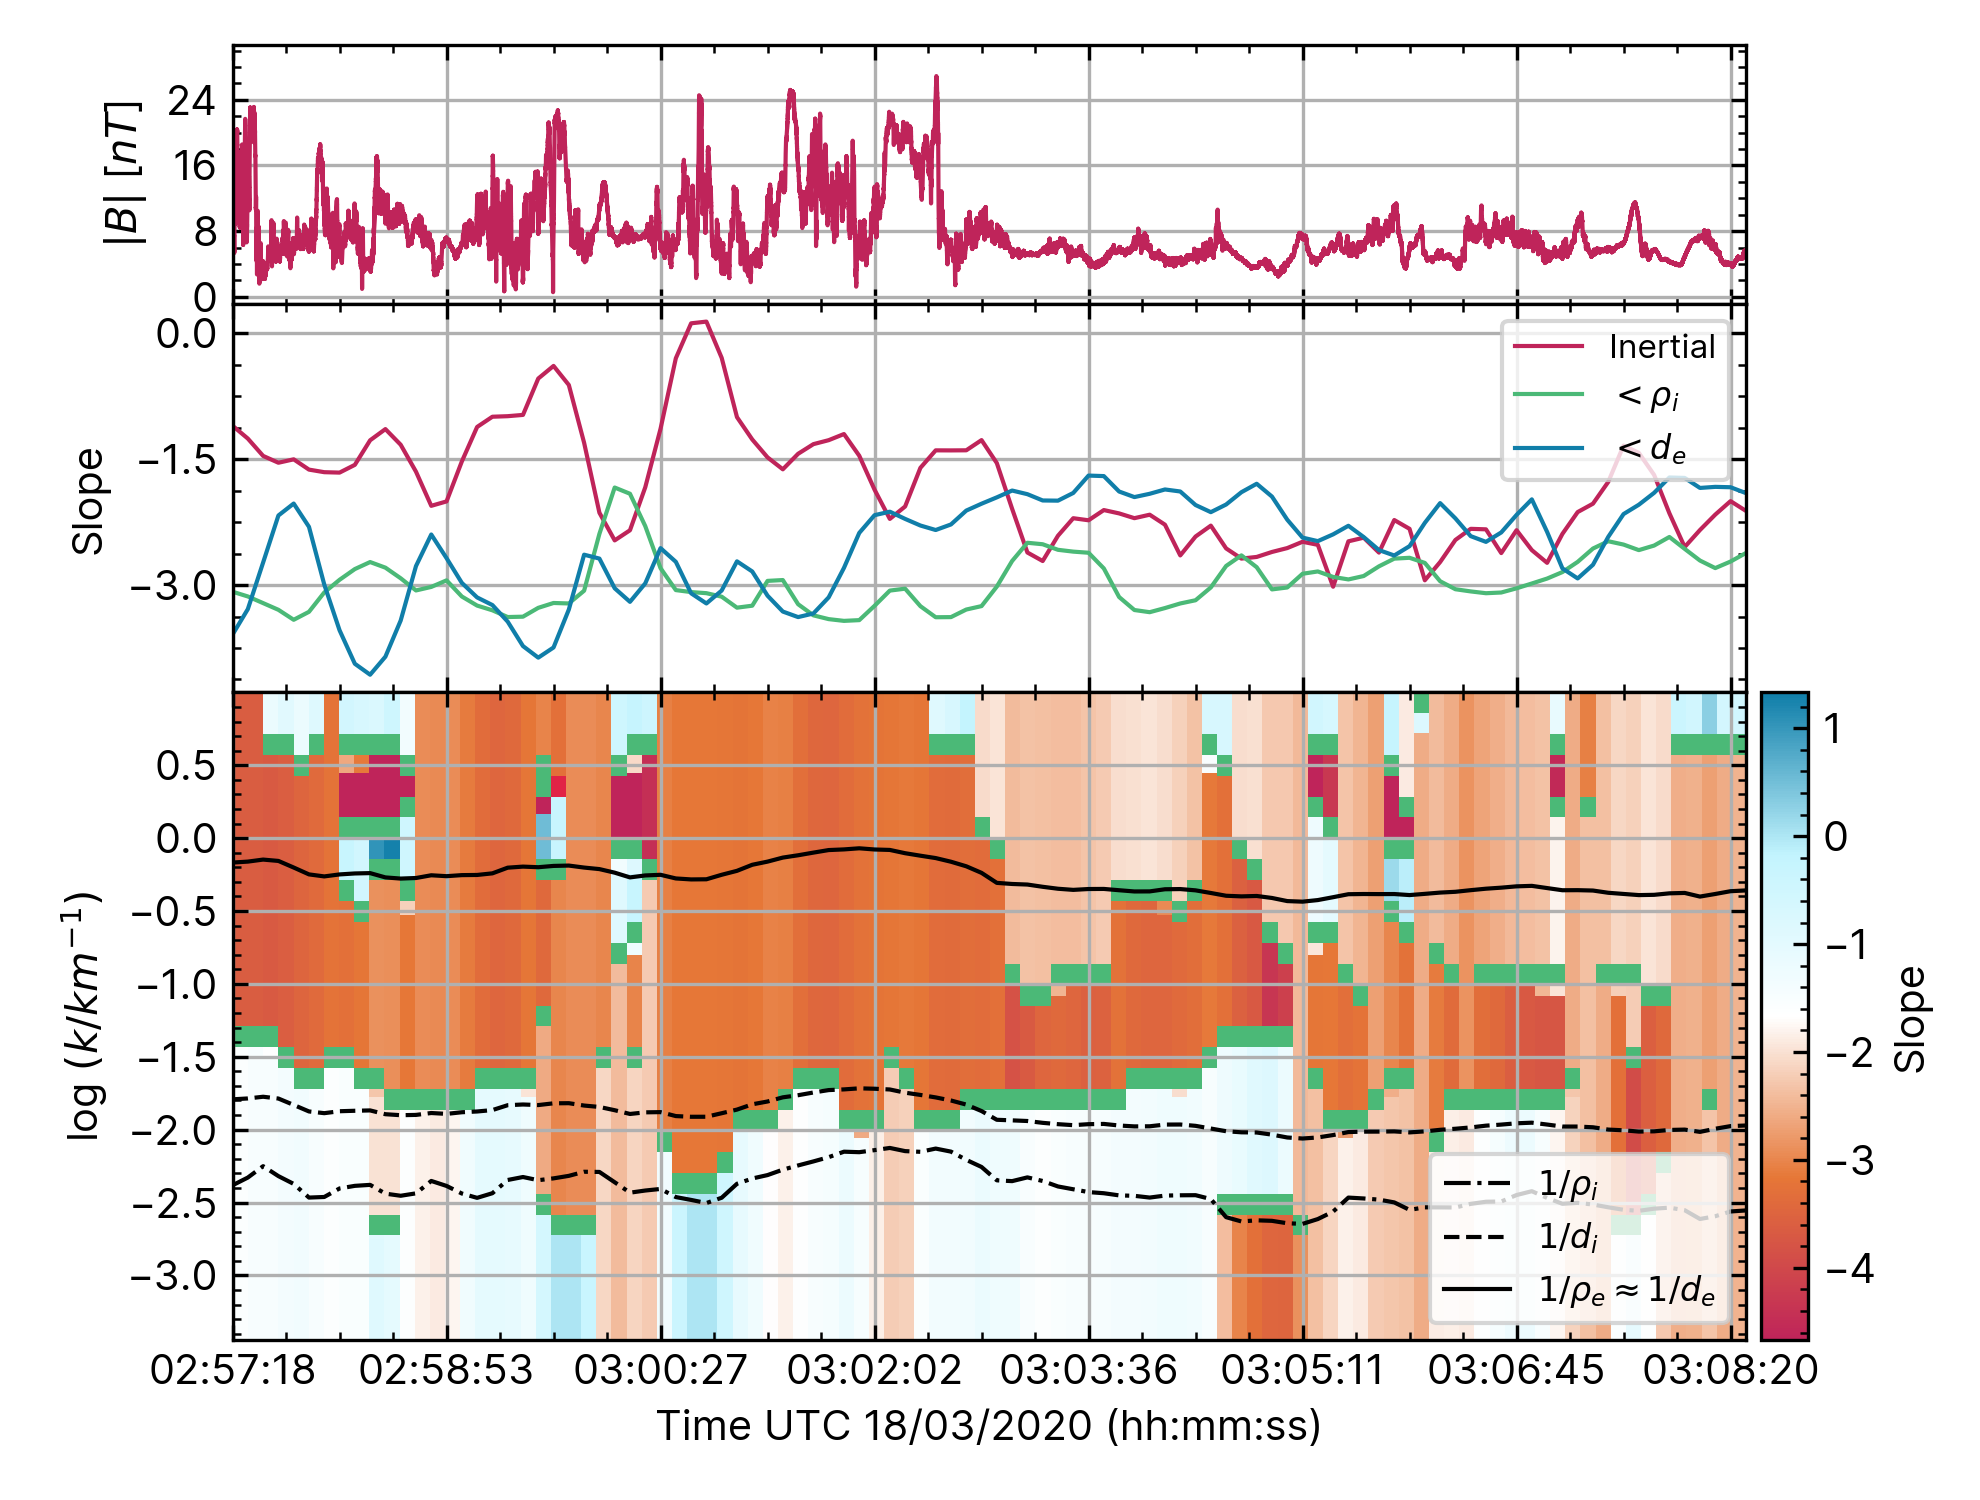 |B| [nT]
24
16
8
0
Slope
0.0
−1.5
−3.0
Inertial
< ρᵢ
< dₑ
log (k/km⁻¹)
0.5
0.0
−0.5
−1.0
−1.5
−2.0
−2.5
−3.0
1/ρᵢ
1/dᵢ
1/ρₑ ≈ 1/dₑ
1
0
−1
−2
−3
−4
Slope
02:57:18 02:58:53 03:00:27 03:02:02 03:03:36 03:05:11 03:06:45 03:08:20
Time UTC 18/03/2020 (hh:mm:ss)